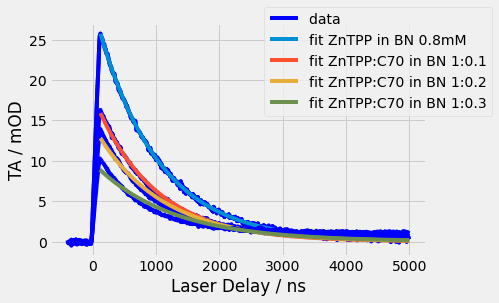 data
fit ZnTPP in BN 0.8mM
fit ZnTPP:C70 in BN 1:0.1
fit ZnTPP:C70 in BN 1:0.2
fit ZnTPP:C70 in BN 1:0.3
TA / mOD
25
20
15
10
5
0
0 1000 2000 3000 4000 5000
Laser Delay / ns